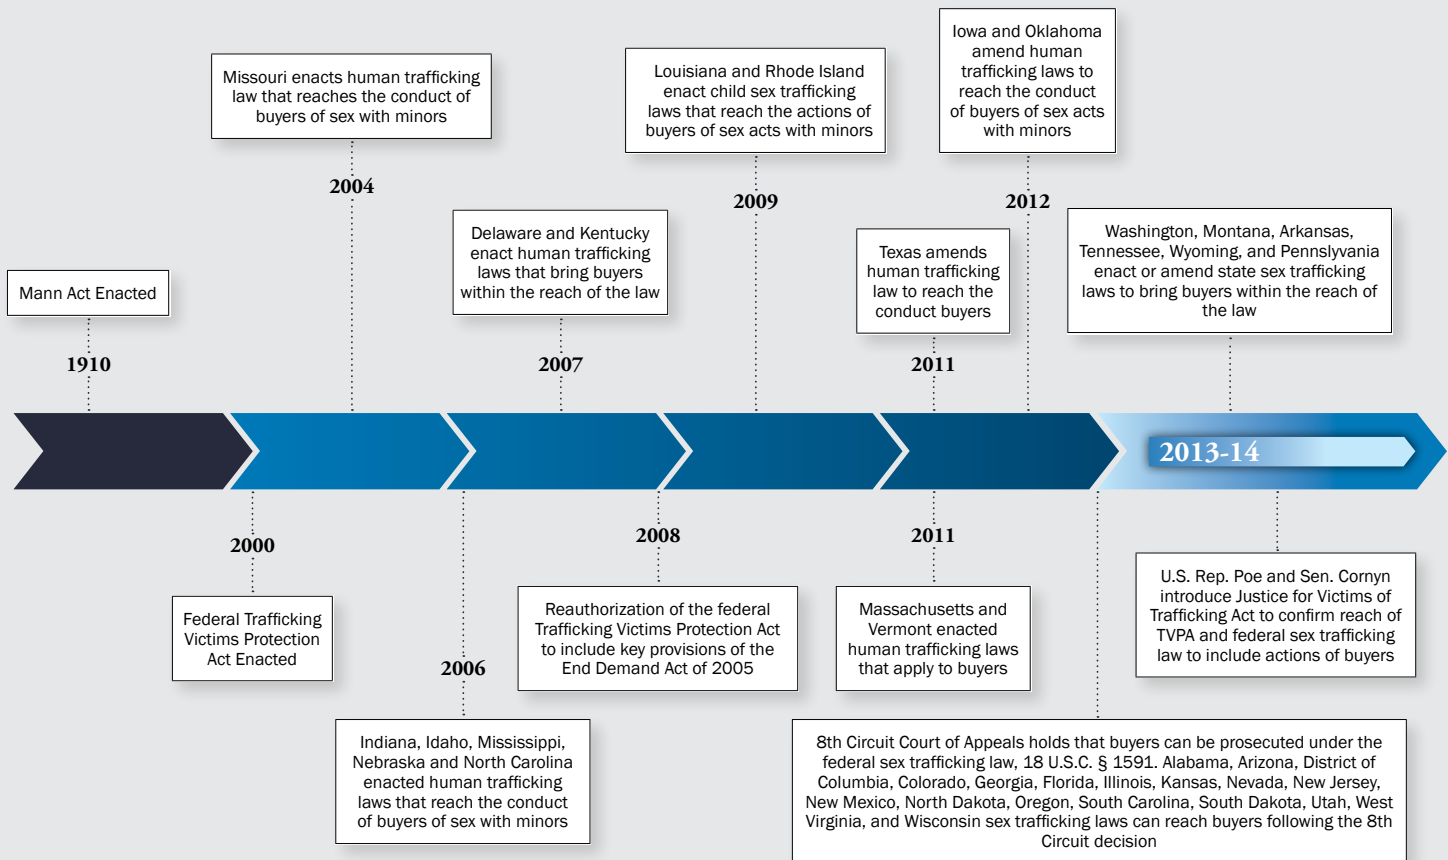 Mann Act Enacted
1910
Federal Trafficking
Victims Protection
Act Enacted
2000
Missouri enacts human trafficking
law that reaches the conduct of
buyers of sex with minors
2004
Indiana, Idaho, Mississippi,
Nebraska and North Carolina
enacted human trafficking
laws that reach the conduct
of buyers of sex with minors
2006
Delaware and Kentucky
enact human trafficking
laws that bring buyers
within the reach of the law
2007
Reauthorization of the federal
Trafficking Victims Protection Act
to include key provisions of the
End Demand Act of 2005
2008
Louisiana and Rhode Island
enact child sex trafficking
laws that reach the actions of
buyers of sex acts with minors
2009
Texas amends
human trafficking
law to reach the
conduct buyers
2011
Massachusetts and
Vermont enacted
human trafficking laws
that apply to buyers
2011
Iowa and Oklahoma
amend human
trafficking laws to
reach the conduct
of buyers of sex acts
with minors
2012
Washington, Montana, Arkansas,
Tennessee, Wyoming, and Pennslyvania
enact or amend state sex trafficking
laws to bring buyers within the reach of
the law
2013-14
U.S. Rep. Poe and Sen. Cornyn
introduce Justice for Victims of
Trafficking Act to confirm reach of
TVPA and federal sex trafficking
law to include actions of buyers
8th Circuit Court of Appeals holds that buyers can be prosecuted under the
federal sex trafficking law, 18 U.S.C. § 1591. Alabama, Arizona, District of
Columbia, Colorado, Georgia, Florida, Illinois, Kansas, Nevada, New Jersey,
New Mexico, North Dakota, Oregon, South Carolina, South Dakota, Utah, West
Virginia, and Wisconsin sex trafficking laws can reach buyers following the 8th
Circuit decision